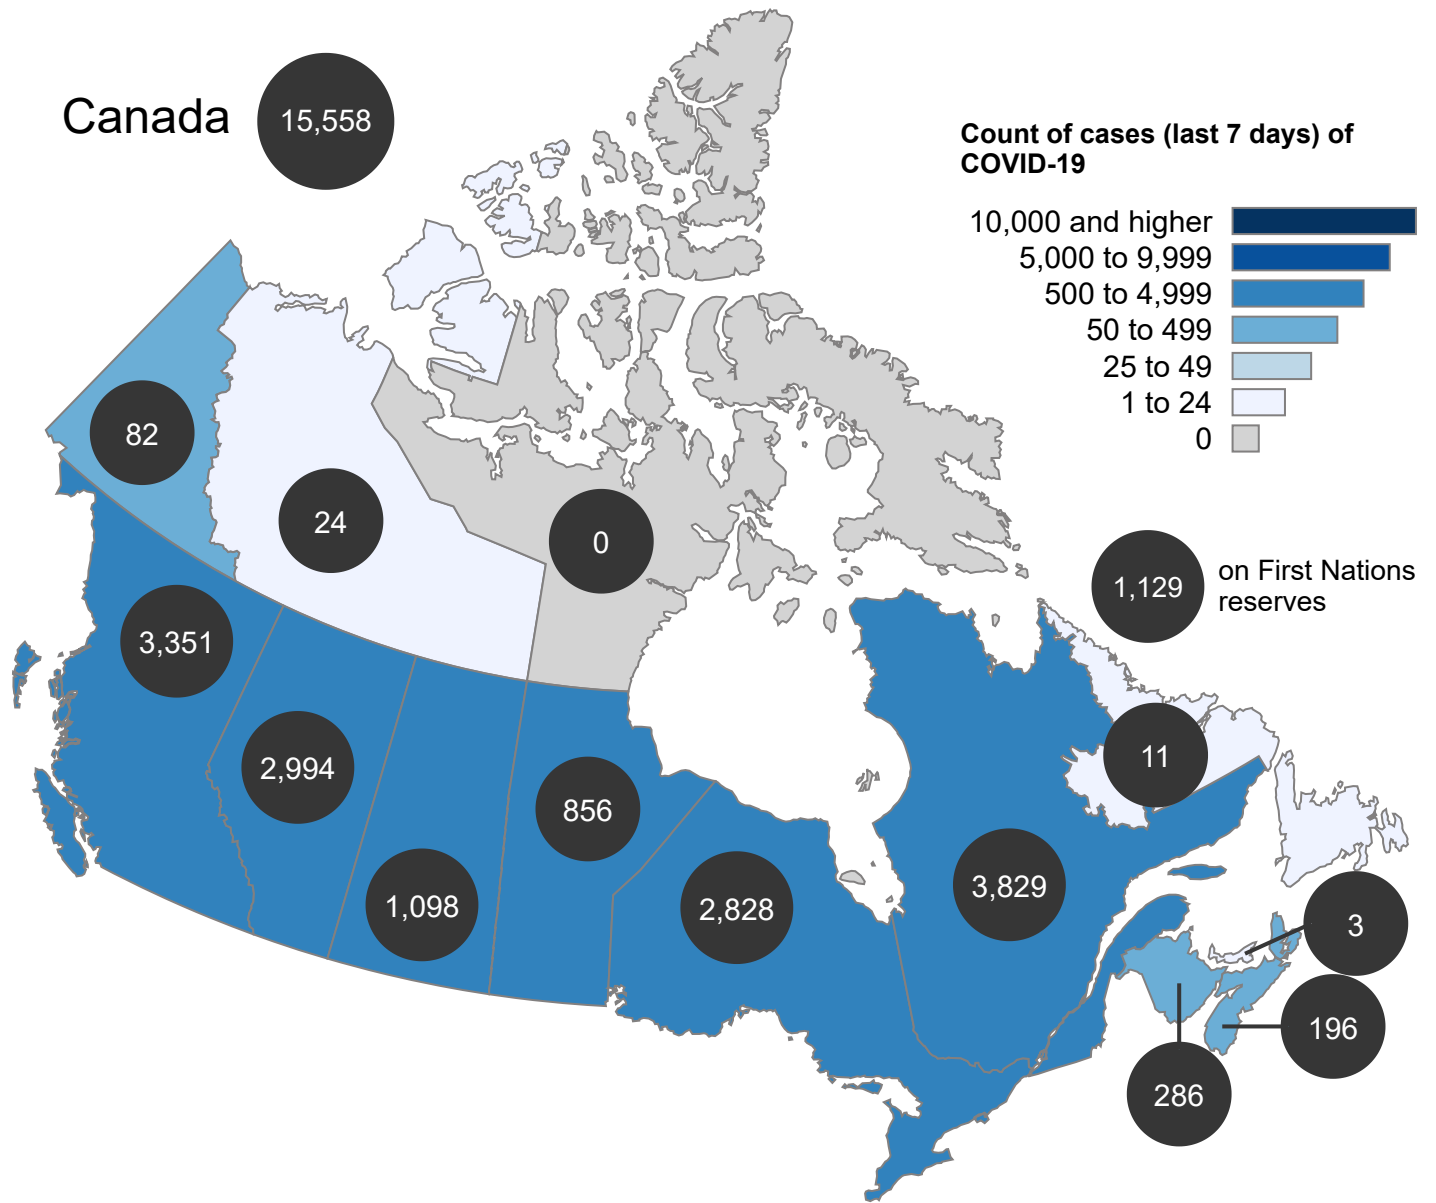 Canada
15,558
Count of cases (last 7 days) of
COVID-19
10,000 and higher
5,000 to 9,999
500 to 4,999
50 to 499
25 to 49
1 to 24
0
82
24
0
1,129
on First Nations
reserves
3,351
2,994
1,098
856
2,828
3,829
11
3
196
286